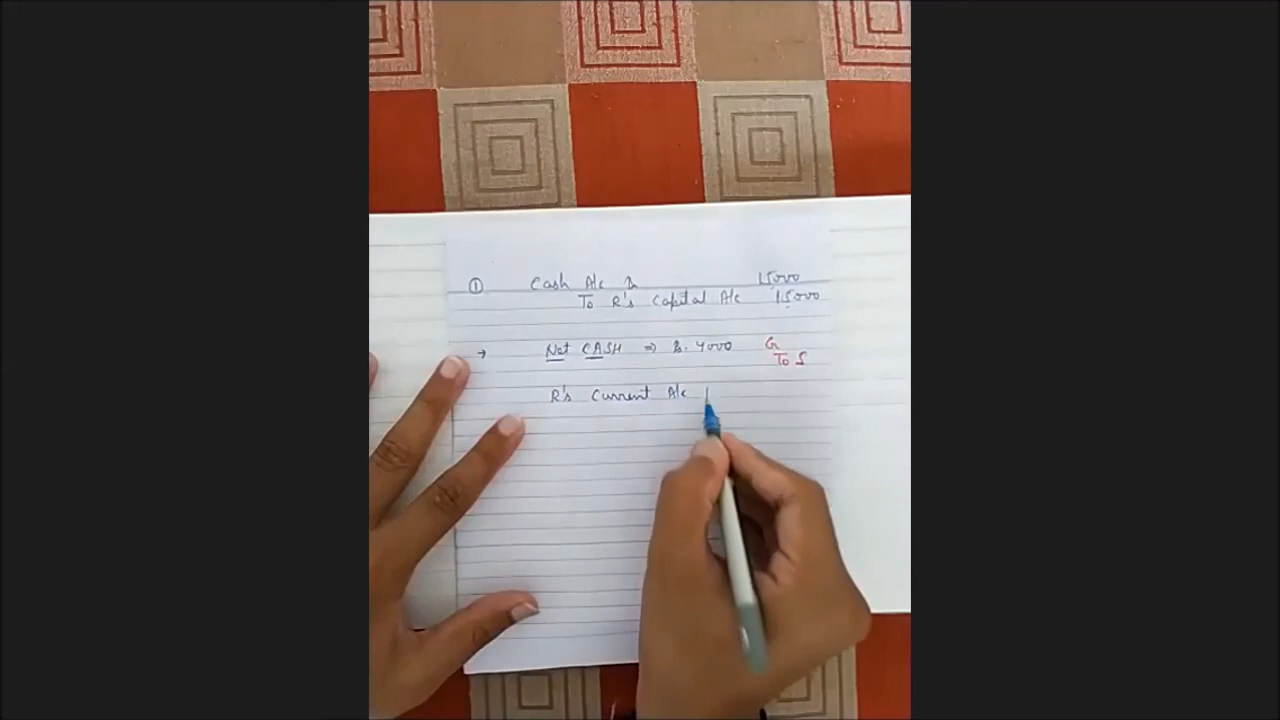 ① Cash A/c Dr 15000
To R's Capital A/c 15000
→ Net CASH ⇒ Rs. 4000 G
To S
R's Current A/c